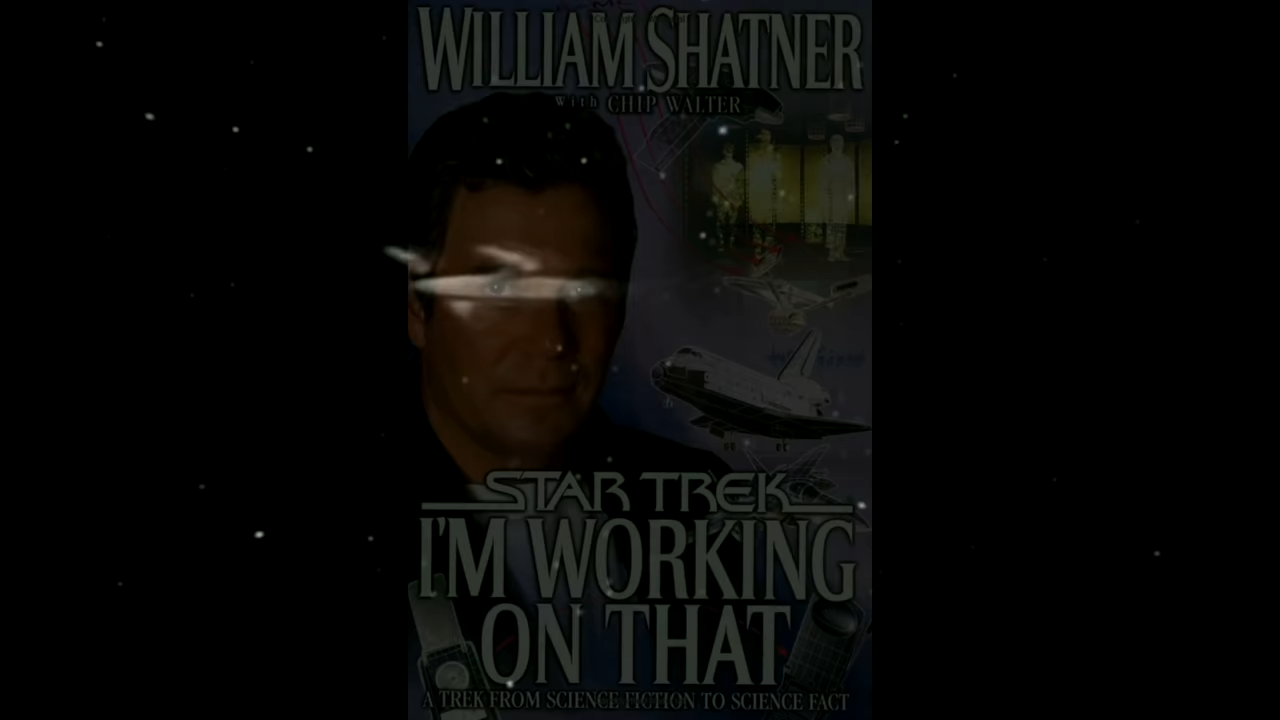 WILLIAM SHATNER
with CHIP WALTER
STAR TREK
I'M WORKING
ON THAT
A TREK FROM SCIENCE FICTION TO SCIENCE FACT